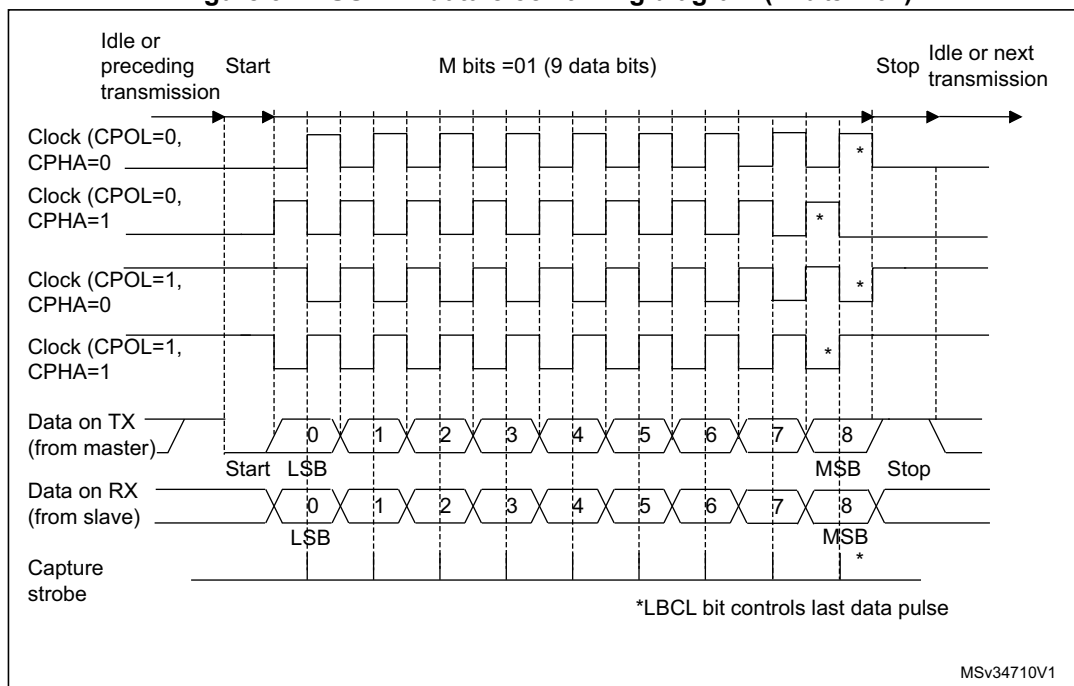 Idle or
preceding
transmission
Start
M bits =01 (9 data bits)
Stop
Idle or next
transmission
Clock (CPOL=0,
CPHA=0
*
Clock (CPOL=0,
CPHA=1
*
Clock (CPOL=1,
CPHA=0
*
Clock (CPOL=1,
CPHA=1
*
Data on TX
(from master)
0 1 2 3 4 5 6 7 8
Start LSB MSB Stop
Data on RX
(from slave)
0 1 2 3 4 5 6 7 8
LSB MSB
Capture
strobe
*
*LBCL bit controls last data pulse
MSv34710V1